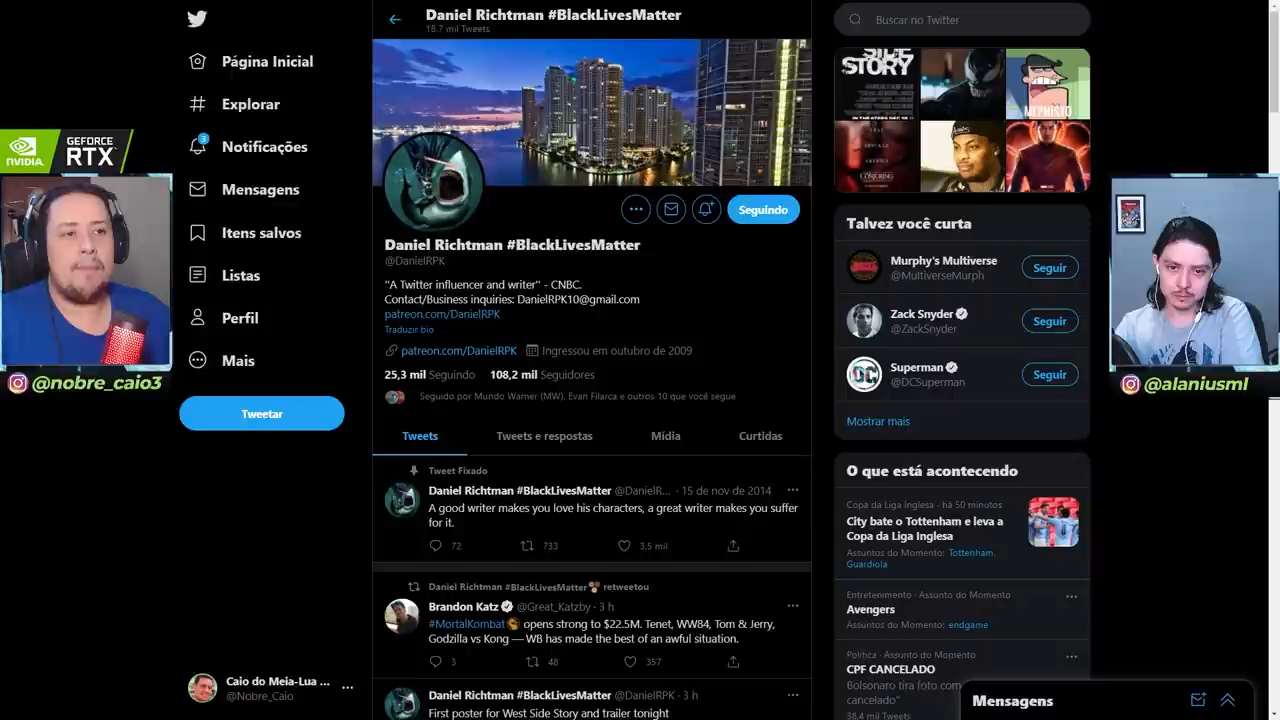 Página Inicial
Explorar
3
Notificações
Mensagens
Itens salvos
Listas
Perfil
Mais
Tweetar
Caio do Meia-Lua ...
@Nobre_Caio
NVIDIA
GEFORCE
RTX
@nobre_caio3
Daniel Richtman #BlackLivesMatter
18.7 mil Tweets
Seguindo
Daniel Richtman #BlackLivesMatter
@DanielRPK
"A Twitter influencer and writer" - CNBC.
Contact/Business inquiries: DanielRPK10@gmail.com
patreon.com/DanielRPK
Traduzir bio
patreon.com/DanielRPK Ingressou em outubro de 2009
25,3 mil Seguindo 108,2 mil Seguidores
Seguido por Mundo Warner (MW), Evan Filarca e outros 10 que você segue
Tweets Tweets e respostas Mídia Curtidas
Tweet Fixado
Daniel Richtman #BlackLivesMatter @DanielR... · 15 de nov de 2014
A good writer makes you love his characters, a great writer makes you suffer
for it.
72 733 3,5 mil
Daniel Richtman #BlackLivesMatter retweetou
Brandon Katz @Great_Katzby · 3 h
#MortalKombat opens strong to $22.5M. Tenet, WW84, Tom & Jerry,
Godzilla vs Kong — WB has made the best of an awful situation.
3 48 357
Daniel Richtman #BlackLivesMatter @DanielRPK · 3 h
First poster for West Side Story and trailer tonight
Buscar no Twitter
SIDE
STORY
IN THEATERS DEC. 10
MEPHISTO
CONJURING
Talvez você curta
Murphy's Multiverse
@MultiverseMurph
Seguir
Zack Snyder
@ZackSnyder
Seguir
Superman
@DCSuperman
Seguir
DC
Mostrar mais
O que está acontecendo
Copa da Liga Inglesa · há 50 minutos
City bate o Tottenham e leva a
Copa da Liga Inglesa
Assuntos do Momento: Tottenham,
Guardiola
Entretenimento · Assunto do Momento
Avengers
Assuntos do Momento: endgame
Política · Assunto do Momento
CPF CANCELADO
Bolsonaro tira foto com
cancelado"
38,4 mil Tweets
Mensagens
@alaniusml